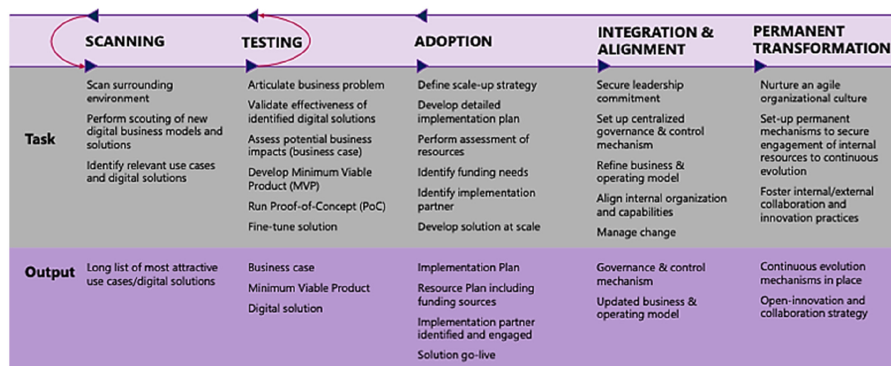 SCANNING
TESTING
ADOPTION
INTEGRATION &
ALIGNMENT
PERMANENT
TRANSFORMATION
Task
Scan surrounding
environment
Perform scouting of new
digital business models and
solutions
Identify relevant use cases
and digital solutions
Articulate business problem
Validate effectiveness of
identified digital solutions
Assess potential business
impacts (business case)
Develop Minimum Viable
Product (MVP)
Run Proof-of-Concept (PoC)
Fine-tune solution
Define scale-up strategy
Develop detailed
implementation plan
Perform assessment of
resources
Identify funding needs
Identify implementation
partner
Develop solution at scale
Secure leadership
commitment
Set up centralized
governance & control
mechanism
Refine business &
operating model
Align internal organization
and capabilities
Manage change
Nurture an agile
organizational culture
Set-up permanent
mechanisms to secure
engagement of internal
resources to continuous
evolution
Foster internal/external
collaboration and
innovation practices
Output
Long list of most attractive
use cases/digital solutions
Business case
Minimum Viable Product
Digital solution
Implementation Plan
Resource Plan including
funding sources
Implementation partner
identified and engaged
Solution go-live
Governance & control
mechanism
Updated business &
operating model
Continuous evolution
mechanisms in place
Open-innovation and
collaboration strategy